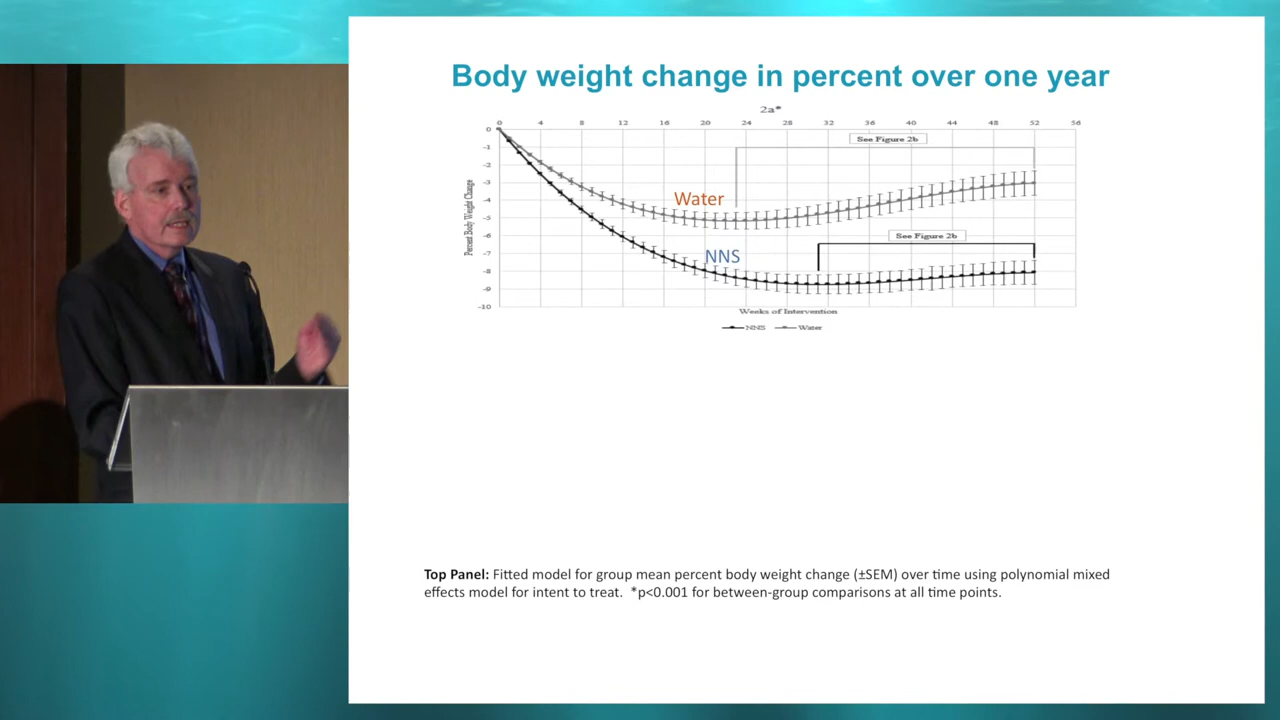 Body weight change in percent over one year
2a*
0 4 8 12 16 20 24 28 32 36 40 44 48 52 56
0
-1
-2
-3
-4
-5
-6
-7
-8
-9
-10
Percent Body Weight Change
See Figure 2b
Water
See Figure 2b
NNS
Weeks of Intervention
NNS Water
Top Panel: Fitted model for group mean percent body weight change (±SEM) over time using polynomial mixed
effects model for intent to treat. *p<0.001 for between-group comparisons at all time points.